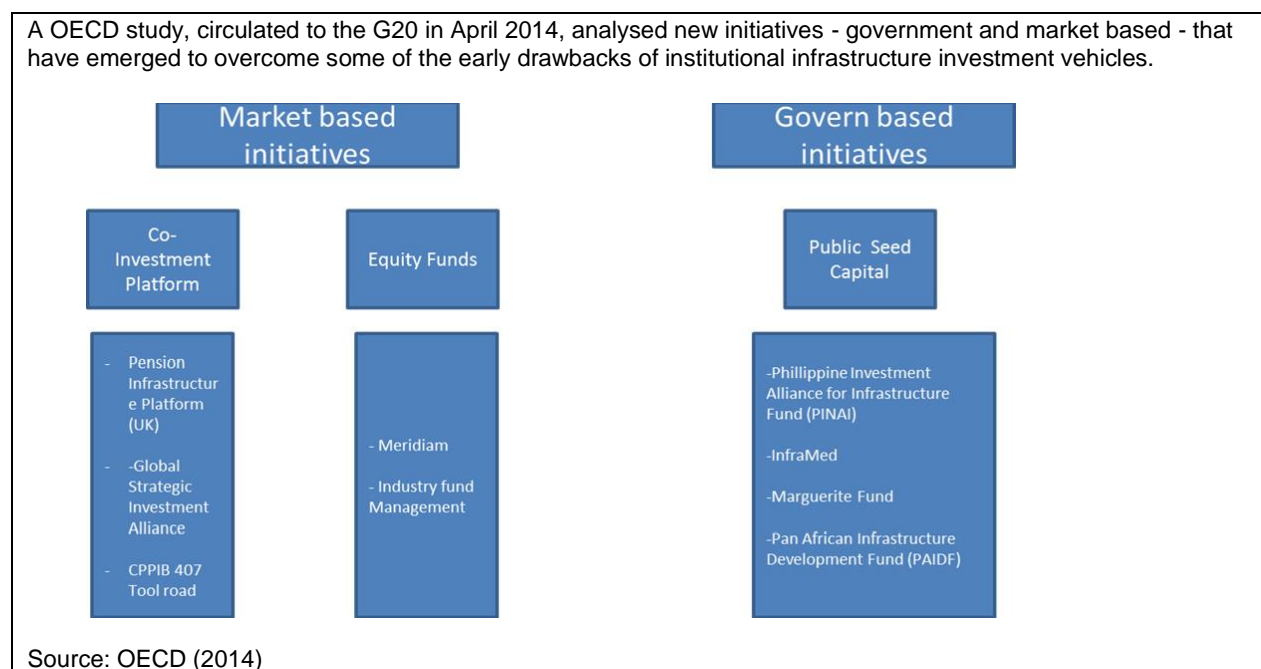 A OECD study, circulated to the G20 in April 2014, analysed new initiatives - government and market based - that
have emerged to overcome some of the early drawbacks of institutional infrastructure investment vehicles.
Market based
initiatives
Govern based
initiatives
Co-
Investment
Platform
Equity Funds
Public Seed
Capital
- Pension
Infrastructur
e Platform
(UK)
- -Global
Strategic
Investment
Alliance
- CPPIB 407
Tool road
- Meridiam
- Industry fund
Management
-Phillippine Investment
Alliance for Infrastructure
Fund (PINAI)
-InfraMed
-Marguerite Fund
-Pan African Infrastructure
Development Fund (PAIDF)
Source: OECD (2014)